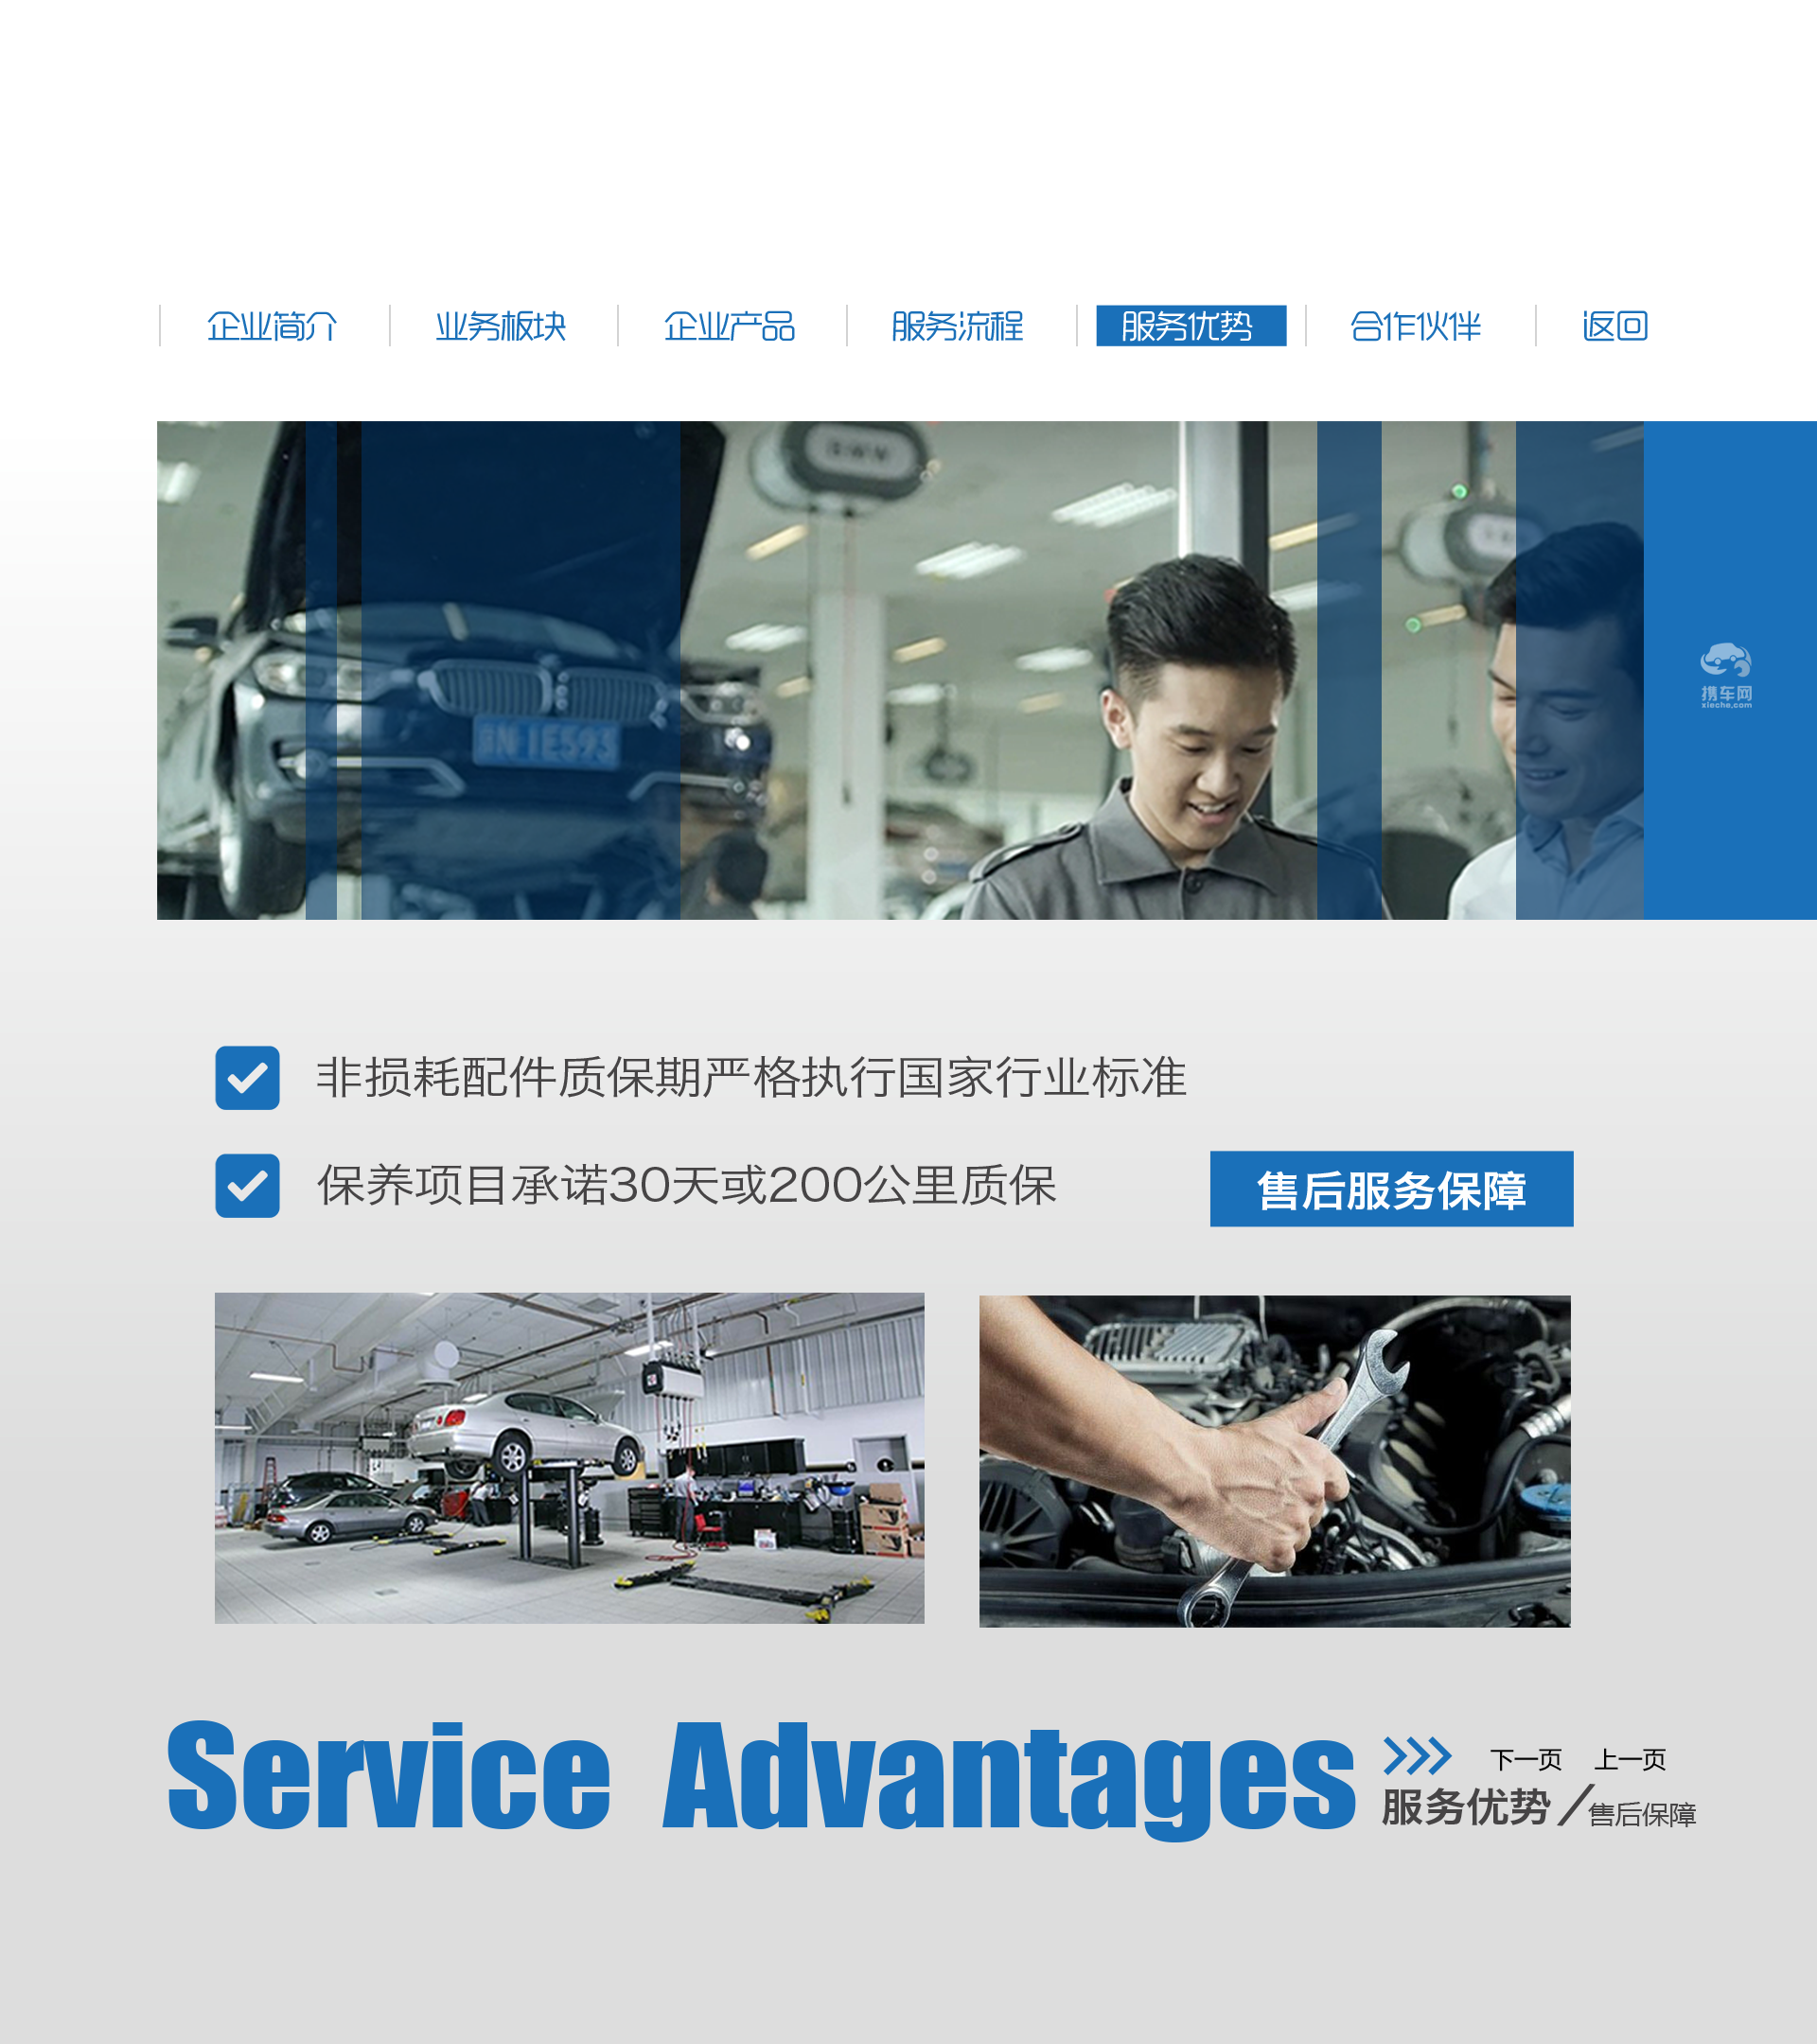 企业简介
业务板块
企业产品
服务流程
服务优势
合作伙伴
返回
携车网
xieche.com
非损耗配件质保期严格执行国家行业标准
保养项目承诺30天或200公里质保
售后服务保障
Service Advantages
下一页 上一页
服务优势/售后保障